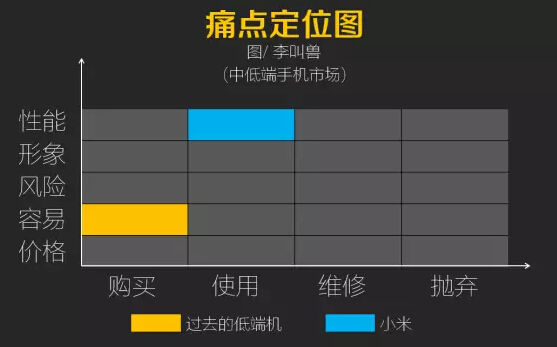 痛点定位图
图/ 李叫兽
(中低端手机市场)
性能
形象
风险
容易
价格
购买 使用 维修 抛弃
过去的低端机 小米